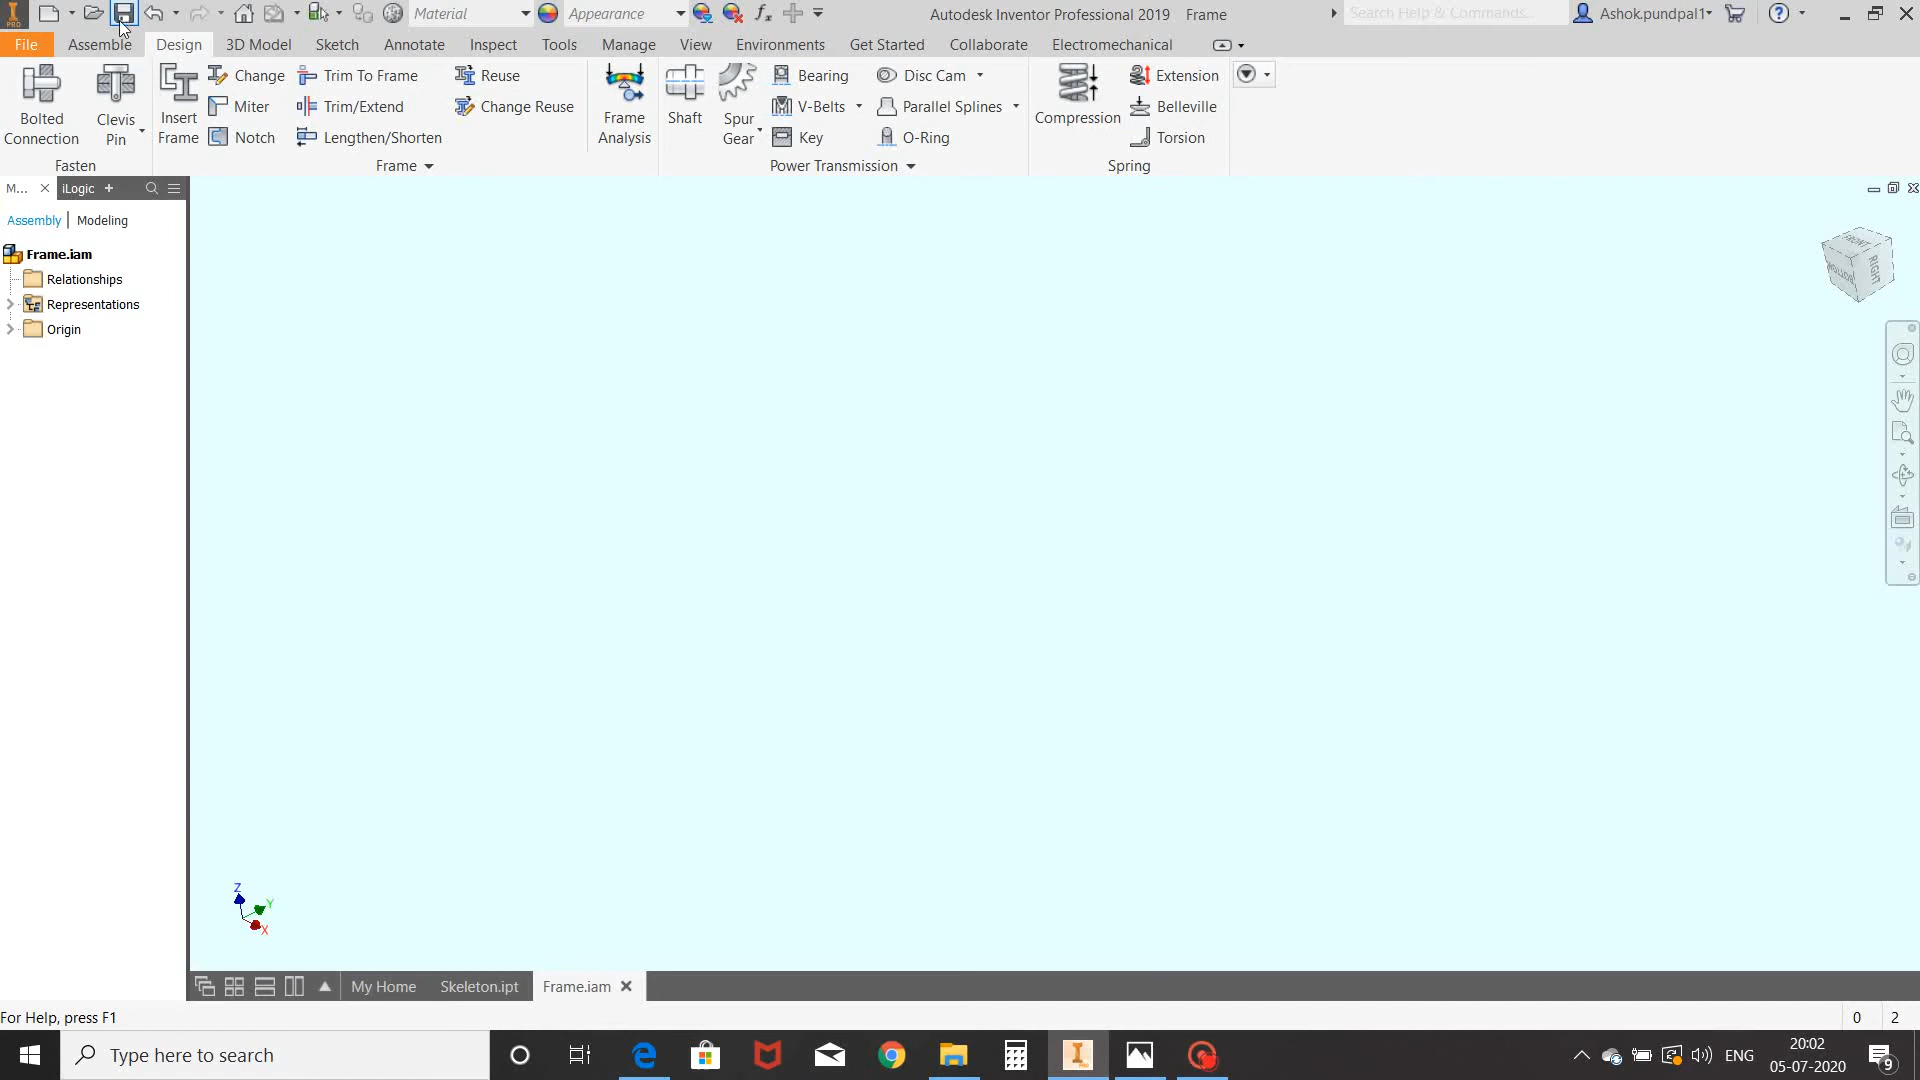 Material
Appearance
Autodesk Inventor Professional 2019 Frame
Search Help & Commands...
Ashok.pundpal1
File
Assemble
Design
3D Model
Sketch
Annotate
Inspect
Tools
Manage
View
Environments
Get Started
Collaborate
Electromechanical
Bolted Connection
Clevis Pin
Fasten
Insert Frame
Change
Miter
Notch
Trim To Frame
Trim/Extend
Lengthen/Shorten
Reuse
Change Reuse
Frame
Frame Analysis
Shaft
Spur Gear
Bearing
V-Belts
Key
Disc Cam
Parallel Splines
O-Ring
Power Transmission
Compression
Extension
Belleville
Torsion
Spring
M...
iLogic +
Assembly | Modeling
Frame.iam
Relationships
Representations
Origin
FRONT
RIGHT
BOTTOM
Z
Y
X
My Home
Skeleton.ipt
Frame.iam
For Help, press F1
0
2
Type here to search
ENG
20:02
05-07-2020
9
PRO